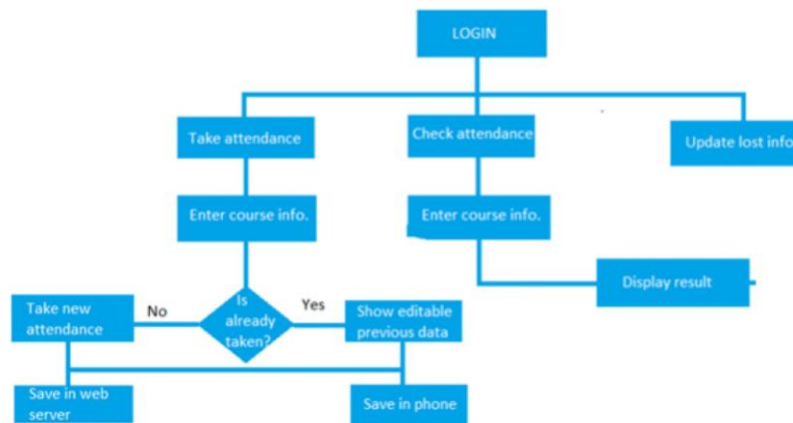 LOGIN
Take attendance
Check attendance
Update lost info
Enter course info.
Enter course info.
Display result
Take new
attendance
No
Is
already
taken?
Yes
Show editable
previous data
Save in web
server
Save in phone